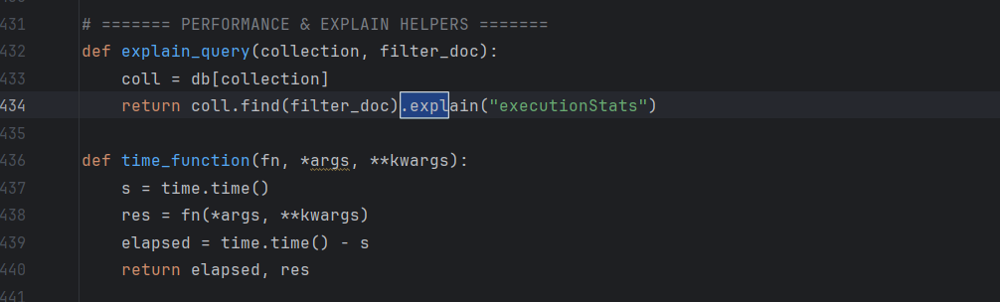 431 # ======= PERFORMANCE & EXPLAIN HELPERS =======
432 def explain_query(collection, filter_doc):
433     coll = db[collection]
434     return coll.find(filter_doc).explain("executionStats")
435
436 def time_function(fn, *args, **kwargs):
437     s = time.time()
438     res = fn(*args, **kwargs)
439     elapsed = time.time() - s
440     return elapsed, res